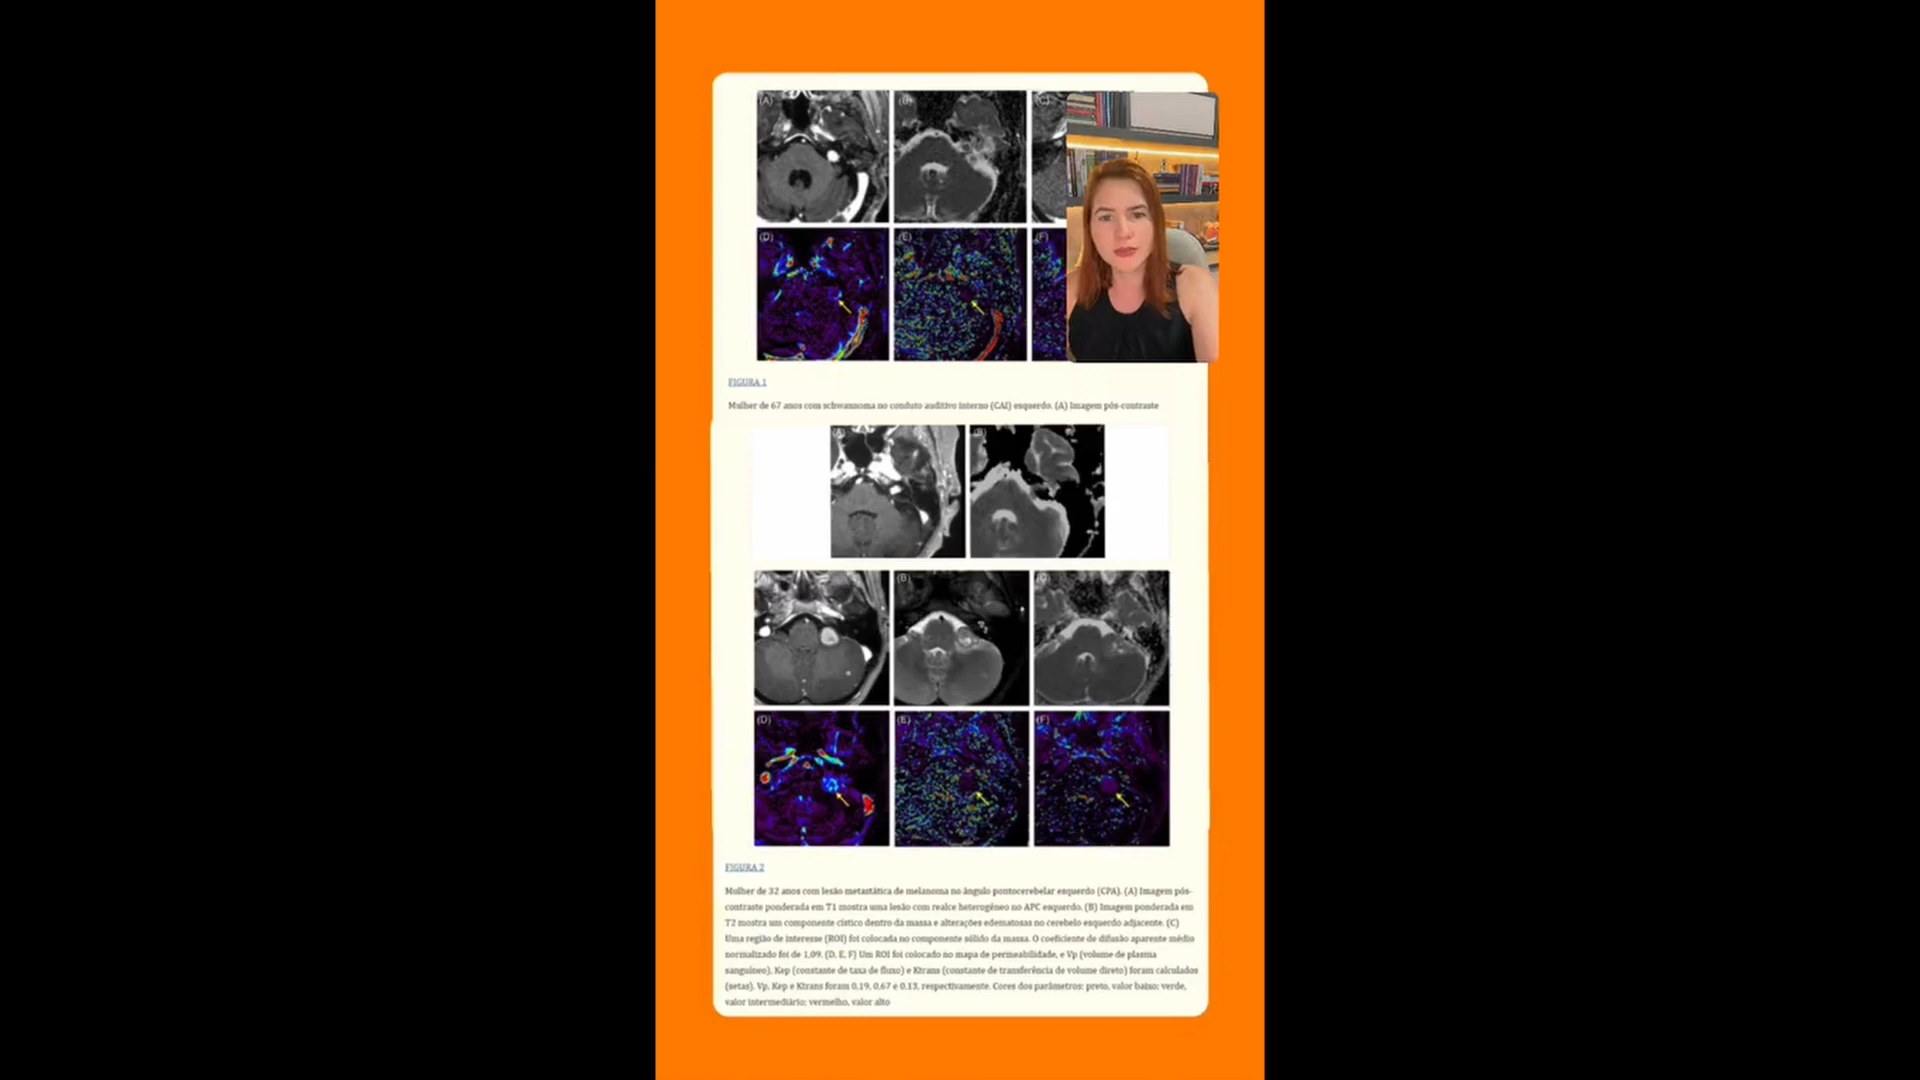 (A) (B) (C)
(D) (E) (F)
FIGURA 1
Mulher de 67 anos com schwannoma no conduto auditivo interno (CAI) esquerdo. (A) Imagem pós-contraste
(A) (B)
(B) (C)
(D) (E) (F)
FIGURA 2
Mulher de 32 anos com lesão metastática de melanoma no ângulo pontocerebelar esquerdo (CPA). (A) Imagem pós-
contraste ponderada em T1 mostra uma lesão com realce heterogêneo no APC esquerdo. (B) Imagem ponderada em
T2 mostra um componente cístico dentro da massa e alterações edematosas no cerebelo esquerdo adjacente. (C)
Uma região de interesse (ROI) foi colocada no componente sólido da massa. O coeficiente de difusão aparente médio
normalizado foi de 1,09. (D, E, F) Um ROI foi colocado no mapa de permeabilidade, e Vp (volume de plasma
sanguíneo), Kep (constante de taxa de fluxo) e Ktrans (constante de transferência de volume direto) foram calculados
(setas). Vp, Kep e Ktrans foram 0,19, 0,67 e 0.13, respectivamente. Cores dos parâmetros: preto, valor baixo; verde,
valor intermediário; vermelho, valor alto